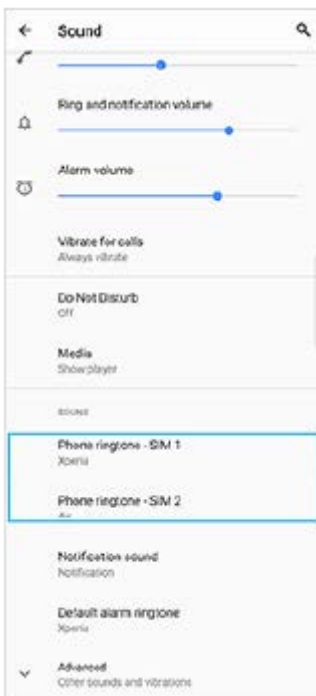 Sound
Ring and notification volume
Alarm volume
Vibrate for calls
Always vibrate
Do Not Disturb
Off
Media
Show player
SOUND
Phone ringtone - SIM 1
Xperia
Phone ringtone - SIM 2
Notification sound
Notification
Default alarm ringtone
Xperia
Advanced
Other sounds and vibrations